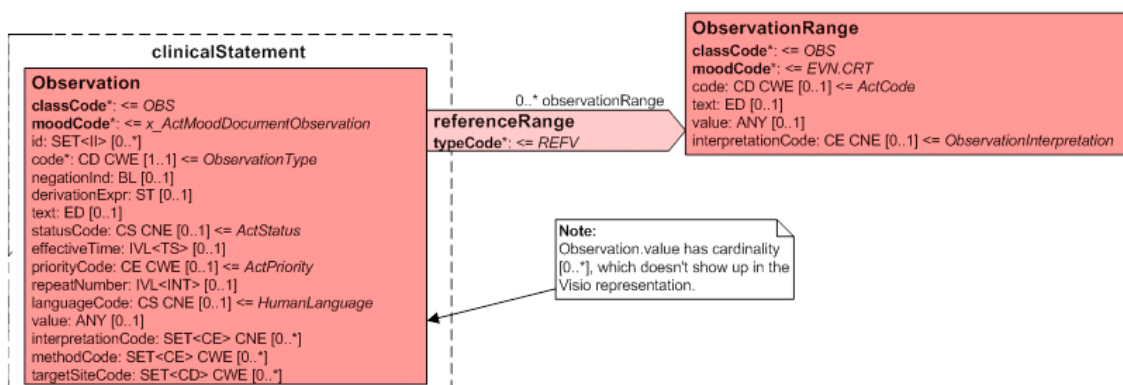 clinicalStatement
Observation
classCode*: <= OBS
moodCode*: <= x_ActMoodDocumentObservation
id: SET<II> [0..*]
code*: CD CWE [1..1] <= ObservationType
negationInd: BL [0..1]
derivationExpr: ST [0..1]
text: ED [0..1]
statusCode: CS CNE [0..1] <= ActStatus
effectiveTime: IVL<TS> [0..1]
priorityCode: CE CWE [0..1] <= ActPriority
repeatNumber: IVL<INT> [0..1]
languageCode: CS CNE [0..1] <= HumanLanguage
value: ANY [0..1]
interpretationCode: SET<CE> CNE [0..*]
methodCode: SET<CE> CWE [0..*]
targetSiteCode: SET<CD> CWE [0..*]
0..* observationRange
referenceRange
typeCode*: <= REFV
ObservationRange
classCode*: <= OBS
moodCode*: <= EVN.CRT
code: CD CWE [0..1] <= ActCode
text: ED [0..1]
value: ANY [0..1]
interpretationCode: CE CNE [0..1] <= ObservationInterpretation
Note:
Observation.value has cardinality
[0..*], which doesn't show up in the
Visio representation.